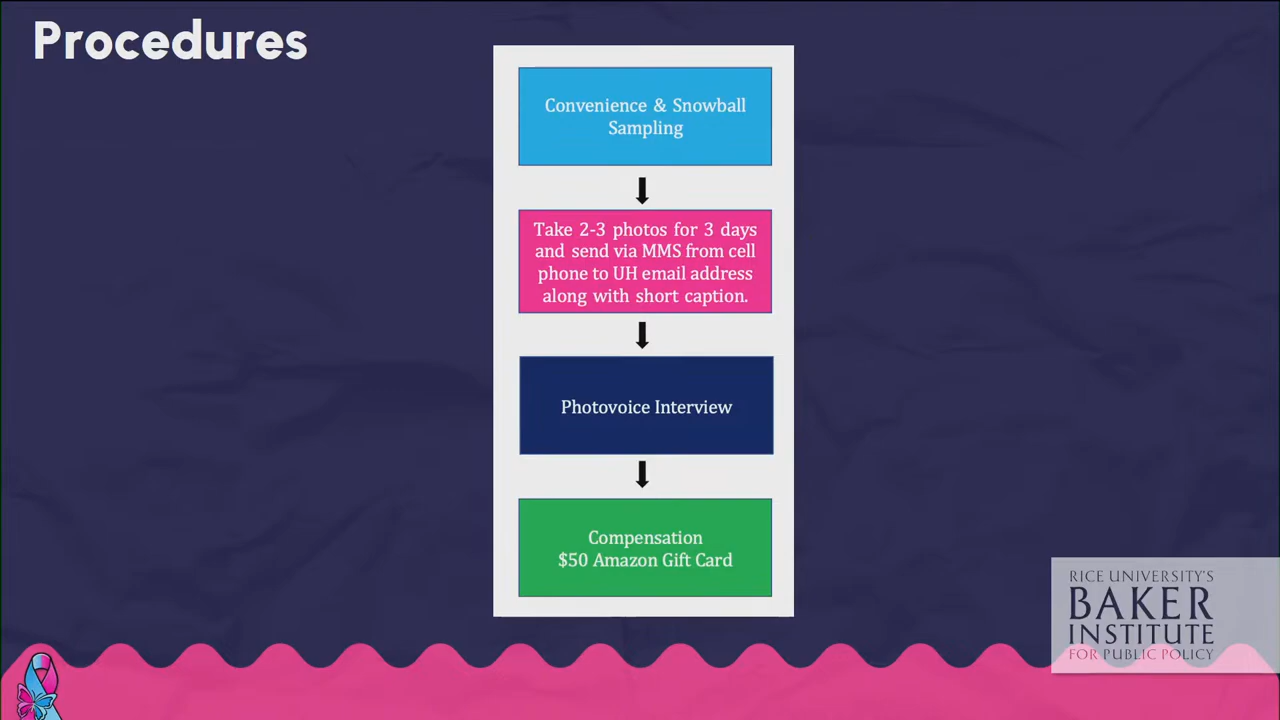 Procedures
Convenience & Snowball
Sampling
Take 2-3 photos for 3 days
and send via MMS from cell
phone to UH email address
along with short caption.
Photovoice Interview
Compensation
$50 Amazon Gift Card
RICE UNIVERSITY'S
BAKER
INSTITUTE
FOR PUBLIC POLICY